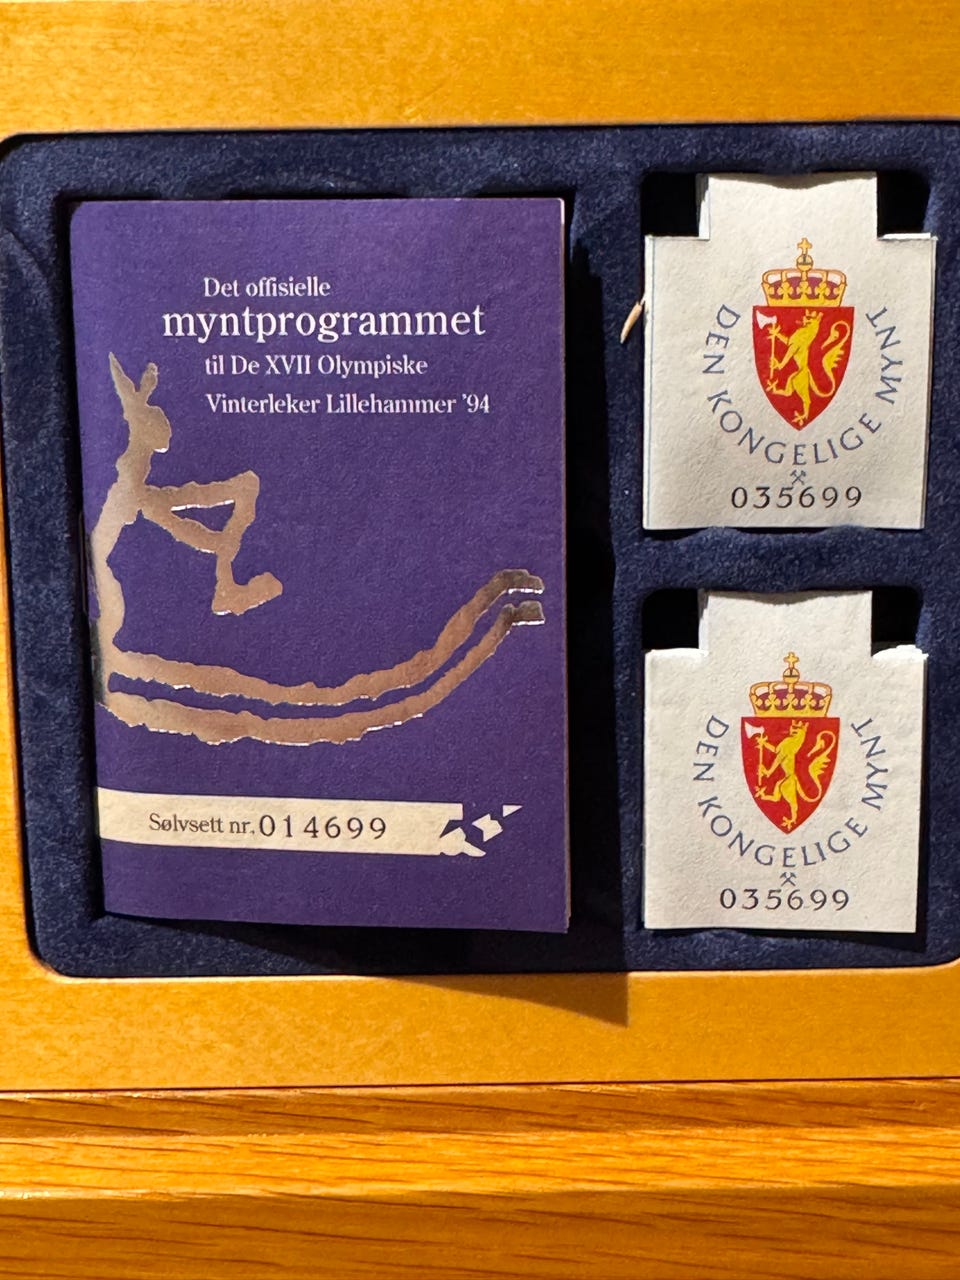 Det offisielle
myntprogrammet
til De XVII Olympiske
Vinterleker Lillehammer '94
Sølvsett nr. 014699
DEN KONGELIGE MYNT
035699
DEN KONGELIGE MYNT
035699